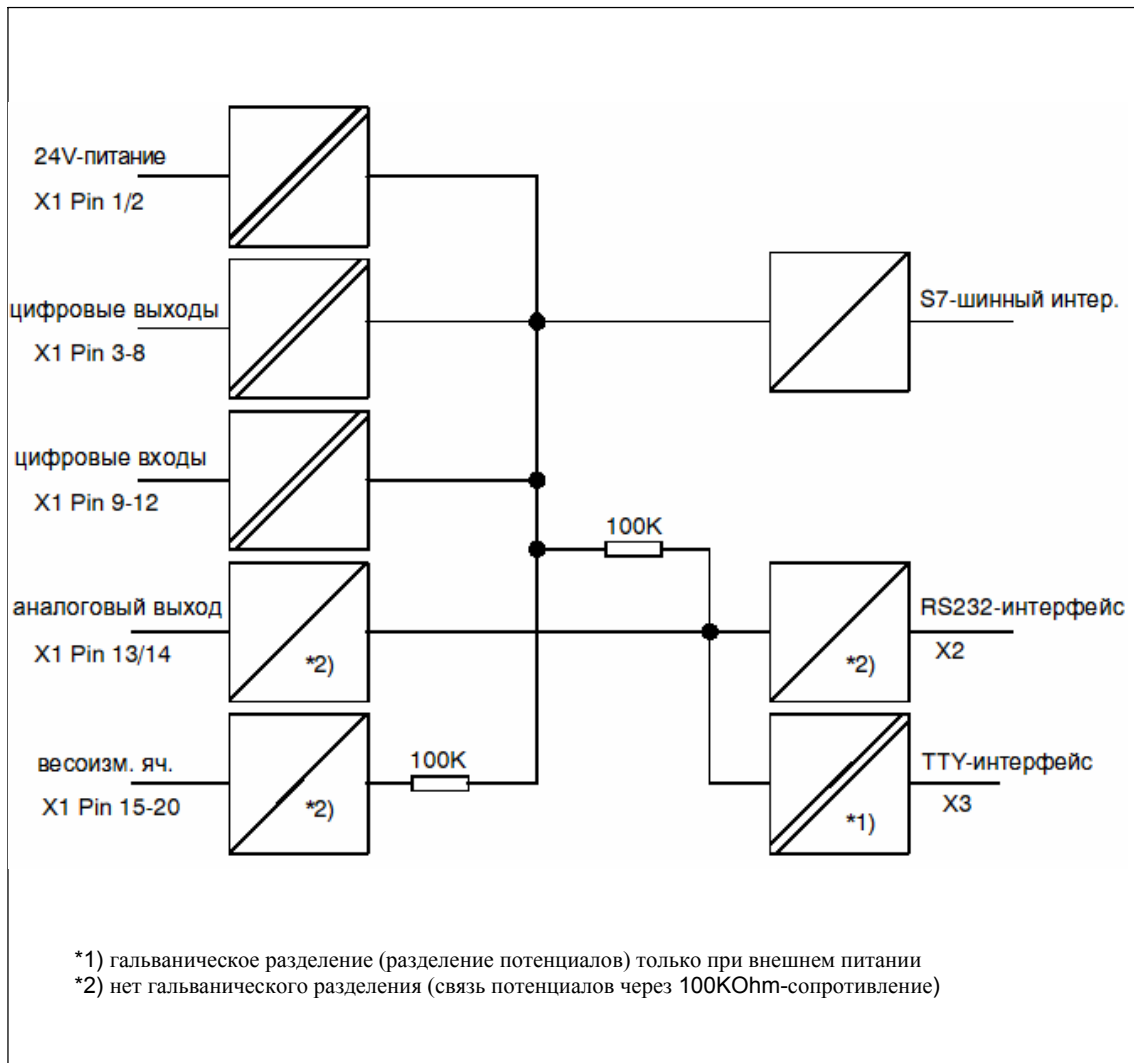 24V-питание
X1 Pin 1/2
цифровые выходы
X1 Pin 3-8
S7-шинный интер.
цифровые входы
X1 Pin 9-12
100K
аналоговый выход
X1 Pin 13/14
*2)
*2)
RS232-интерфейс
X2
весоизм. яч.
X1 Pin 15-20
*2)
100K
*1)
TTY-интерфейс
X3
*1) гальваническое разделение (разделение потенциалов) только при внешнем питании
*2) нет гальванического разделения (связь потенциалов через 100KOhm-сопротивление)